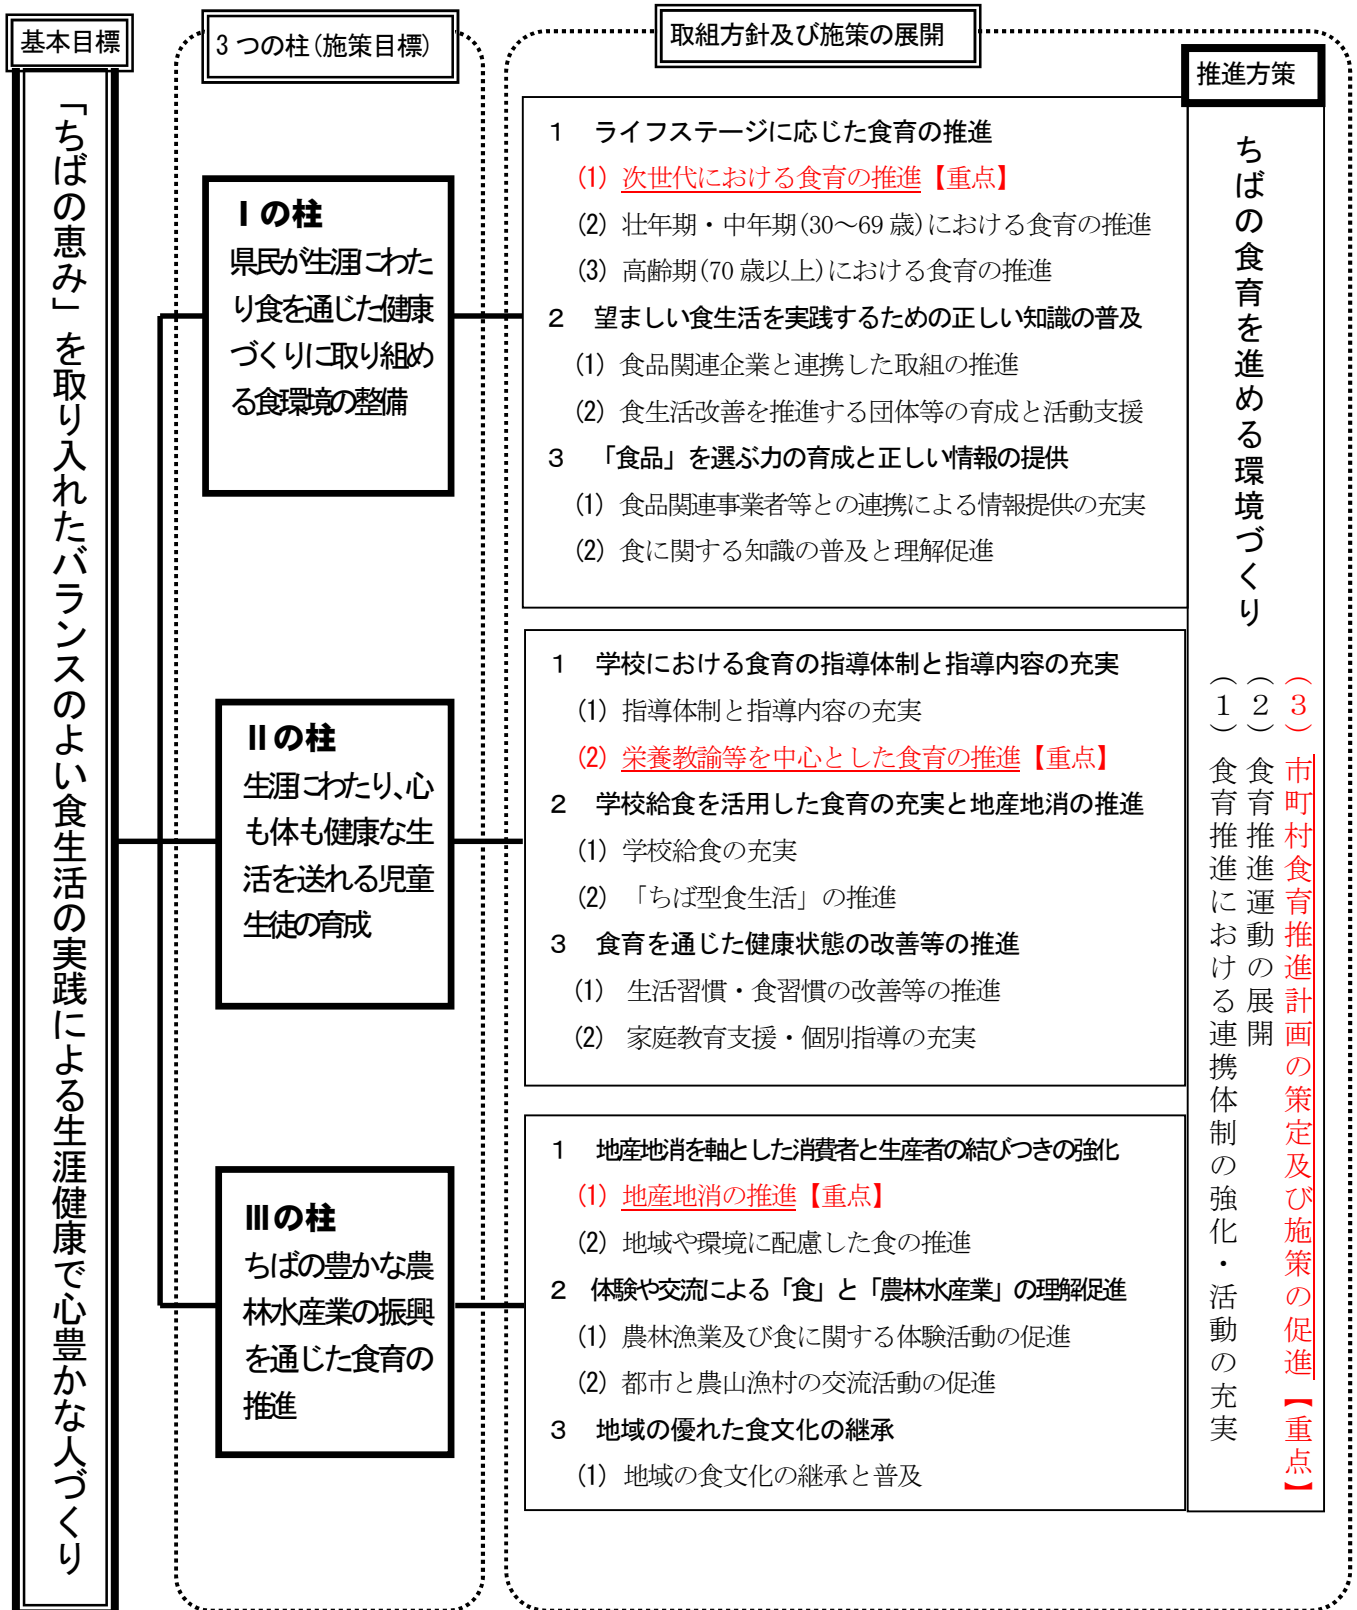 基本目標
「ちばの恵み」を取り入れたバランスのよい食生活の実践による生涯健康で心豊かな人づくり
3つの柱(施策目標)
Ⅰの柱
県民が生涯にわた
り食を通じた健康
づくりに取り組め
る食環境の整備
Ⅱの柱
生涯にわたり、心
も体も健康な生
活を送れる児童
生徒の育成
Ⅲの柱
ちばの豊かな農
林水産業の振興
を通じた食育の
推進
取組方針及び施策の展開
1 ライフステージに応じた食育の推進
(1) 次世代における食育の推進【重点】
(2) 壮年期・中年期(30～69歳)における食育の推進
(3) 高齢期(70歳以上)における食育の推進
2 望ましい食生活を実践するための正しい知識の普及
(1) 食品関連企業と連携した取組の推進
(2) 食生活改善を推進する団体等の育成と活動支援
3 「食品」を選ぶ力の育成と正しい情報の提供
(1) 食品関連事業者等との連携による情報提供の充実
(2) 食に関する知識の普及と理解促進
1 学校における食育の指導体制と指導内容の充実
(1) 指導体制と指導内容の充実
(2) 栄養教諭等を中心とした食育の推進【重点】
2 学校給食を活用した食育の充実と地産地消の推進
(1) 学校給食の充実
(2) 「ちば型食生活」の推進
3 食育を通じた健康状態の改善等の推進
(1) 生活習慣・食習慣の改善等の推進
(2) 家庭教育支援・個別指導の充実
1 地産地消を軸とした消費者と生産者の結びつきの強化
(1) 地産地消の推進【重点】
(2) 地域や環境に配慮した食の推進
2 体験や交流による「食」と「農林水産業」の理解促進
(1) 農林漁業及び食に関する体験活動の促進
(2) 都市と農山漁村の交流活動の促進
3 地域の優れた食文化の継承
(1) 地域の食文化の継承と普及
推進方策
ちばの食育を進める環境づくり
（1）食育推進における連携体制の強化・活動の充実
（2）食育推進運動の展開
（3）市町村食育推進計画の策定及び施策の促進【重点】